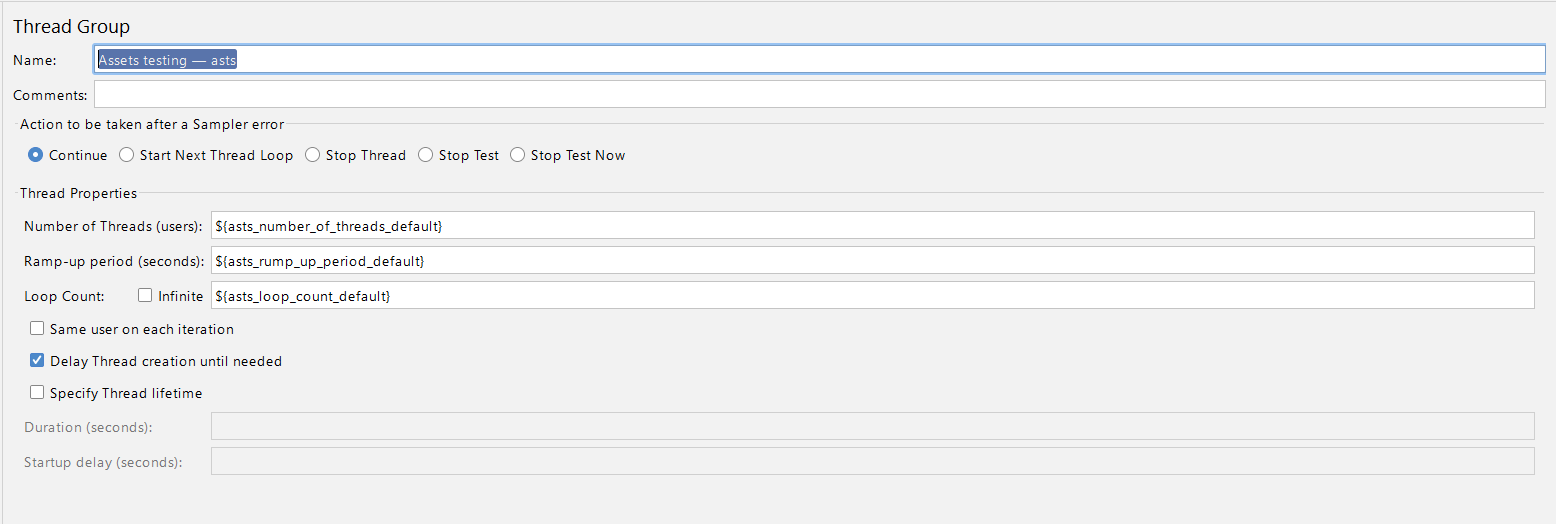 Thread Group
Name: Assets testing — asts
Comments:
Action to be taken after a Sampler error
Continue Start Next Thread Loop Stop Thread Stop Test Stop Test Now
Thread Properties
Number of Threads (users): ${asts_number_of_threads_default}
Ramp-up period (seconds): ${asts_rump_up_period_default}
Loop Count: Infinite ${asts_loop_count_default}
Same user on each iteration
Delay Thread creation until needed
Specify Thread lifetime
Duration (seconds):
Startup delay (seconds):